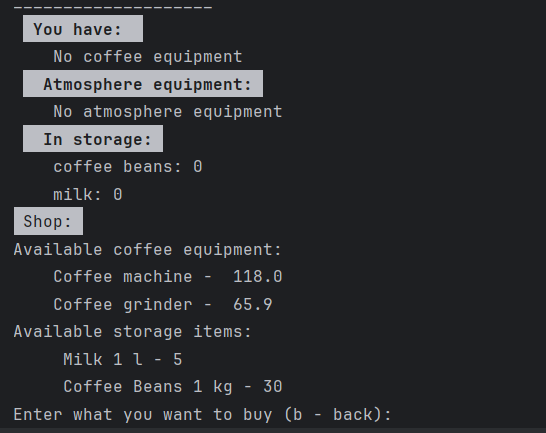 ____________________
You have:
No coffee equipment
Atmosphere equipment:
No atmosphere equipment
In storage:
coffee beans: 0
milk: 0
Shop:
Available coffee equipment:
Coffee machine -  118.0
Coffee grinder -  65.9
Available storage items:
Milk 1 l - 5
Coffee Beans 1 kg - 30
Enter what you want to buy (b - back):